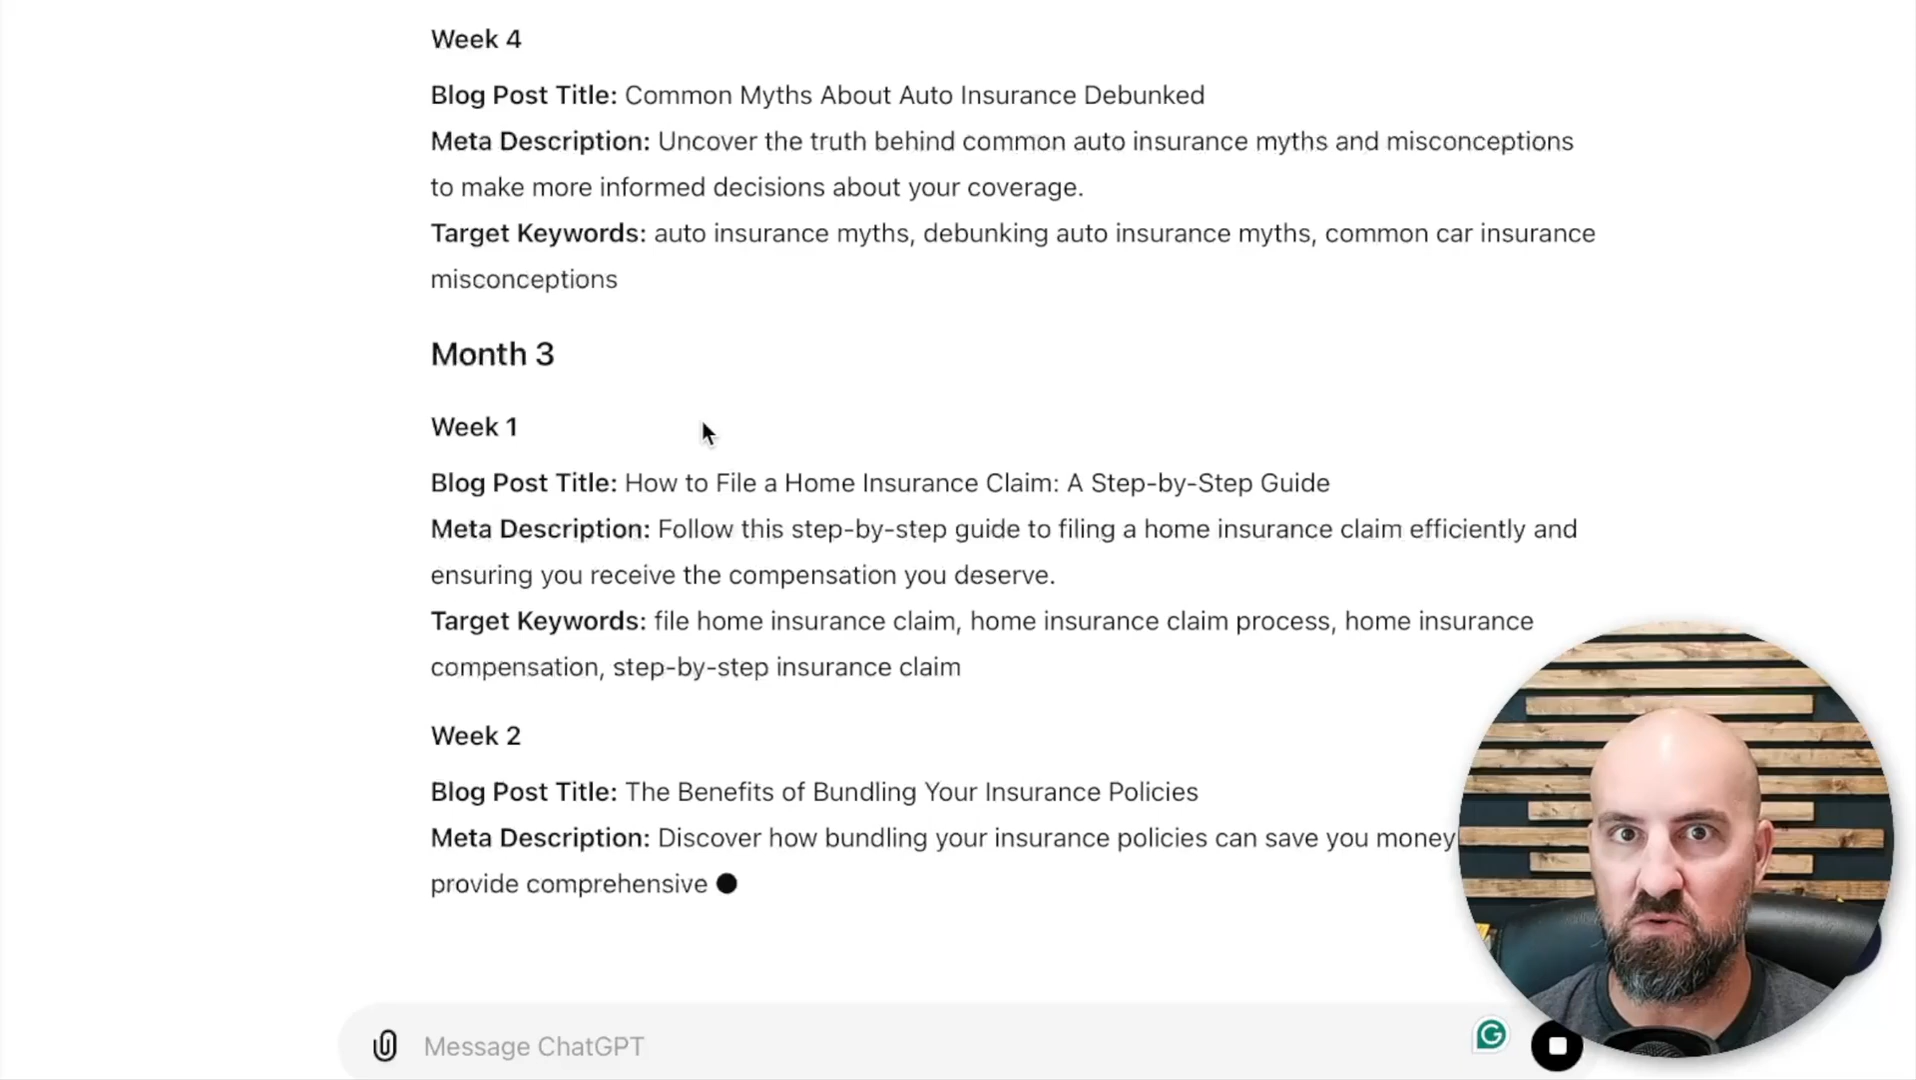 Week 4
Blog Post Title: Common Myths About Auto Insurance Debunked
Meta Description: Uncover the truth behind common auto insurance myths and misconceptions
to make more informed decisions about your coverage.
Target Keywords: auto insurance myths, debunking auto insurance myths, common car insurance
misconceptions
Month 3
Week 1
Blog Post Title: How to File a Home Insurance Claim: A Step-by-Step Guide
Meta Description: Follow this step-by-step guide to filing a home insurance claim efficiently and
ensuring you receive the compensation you deserve.
Target Keywords: file home insurance claim, home insurance claim process, home insurance
compensation, step-by-step insurance claim
Week 2
Blog Post Title: The Benefits of Bundling Your Insurance Policies
Meta Description: Discover how bundling your insurance policies can save you money
provide comprehensive
Message ChatGPT
G